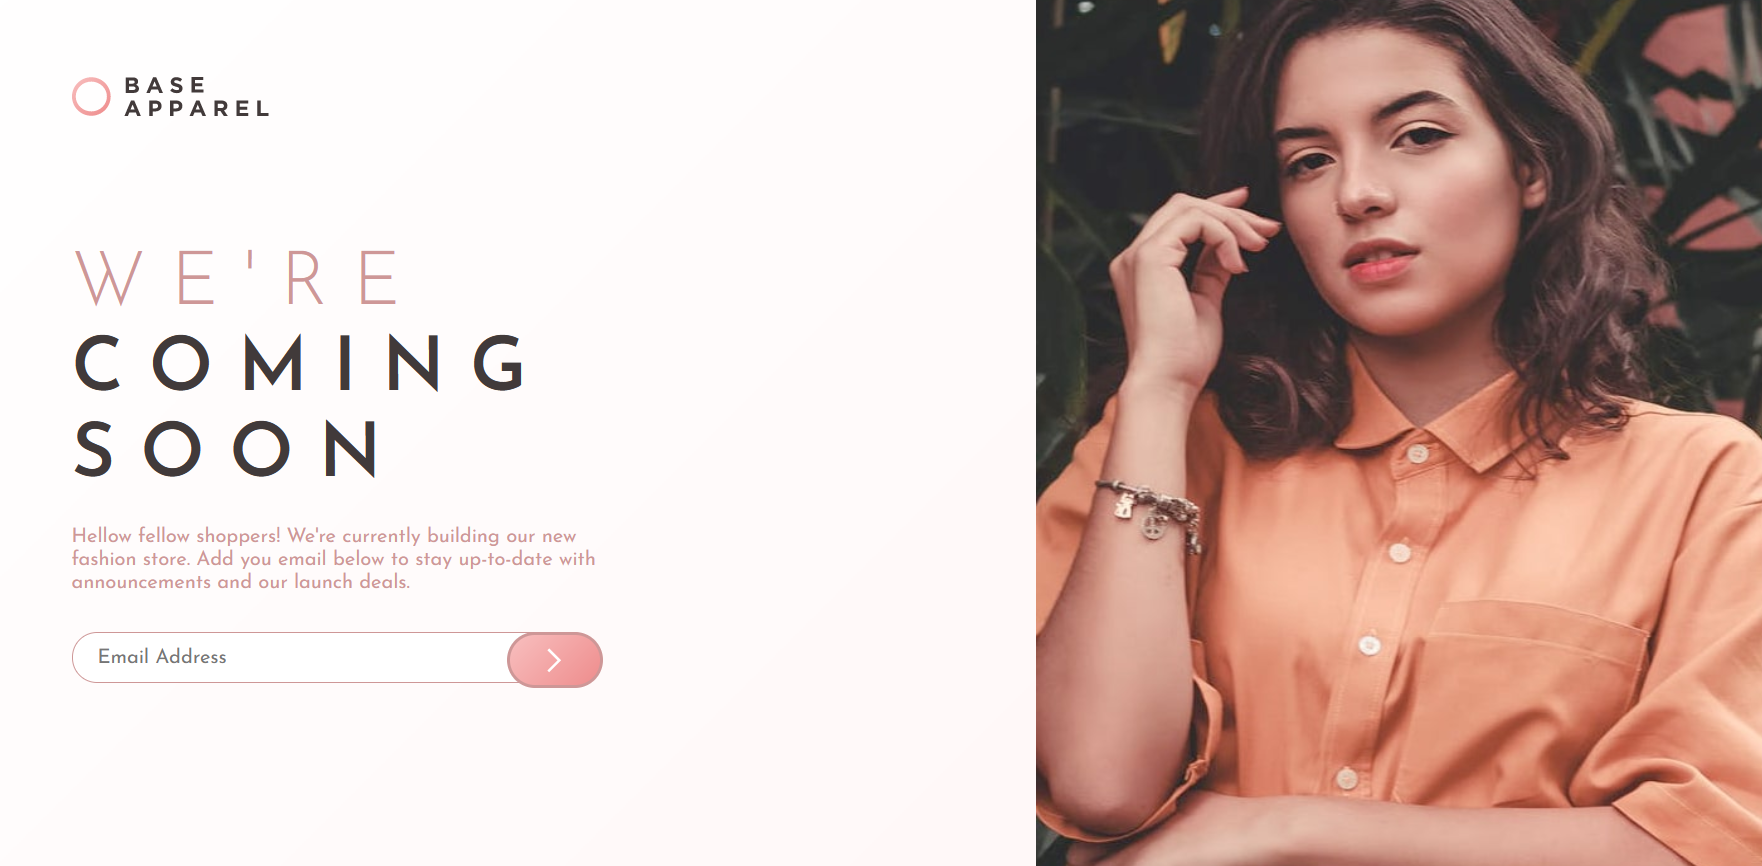 BASE
APPAREL
WE'RE
COMING
SOON
Hellow fellow shoppers! We're currently building our new
fashion store. Add you email below to stay up-to-date with
announcements and our launch deals.
Email Address